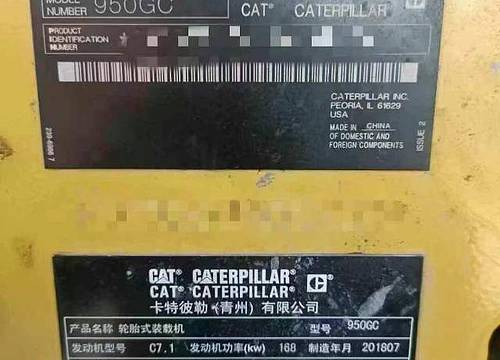 MODEL
NUMBER 950GC CAT® CATERPILLAR
PRODUCT
IDENTIFICATION
NUMBER
CATERPILLAR INC.
PEORIA, IL 61629
USA
MADE IN CHINA
OF DOMESTIC AND
FOREIGN COMPONENTS
ISSUE 2
CAT® CATERPILLAR®
CAT® CATERPILLAR®
卡特彼勒(青州)有限公司
产品名称 轮胎式装载机 型号 950GC
发动机型号 C7.1 发动机功率(kw) 168 制造年月 201807